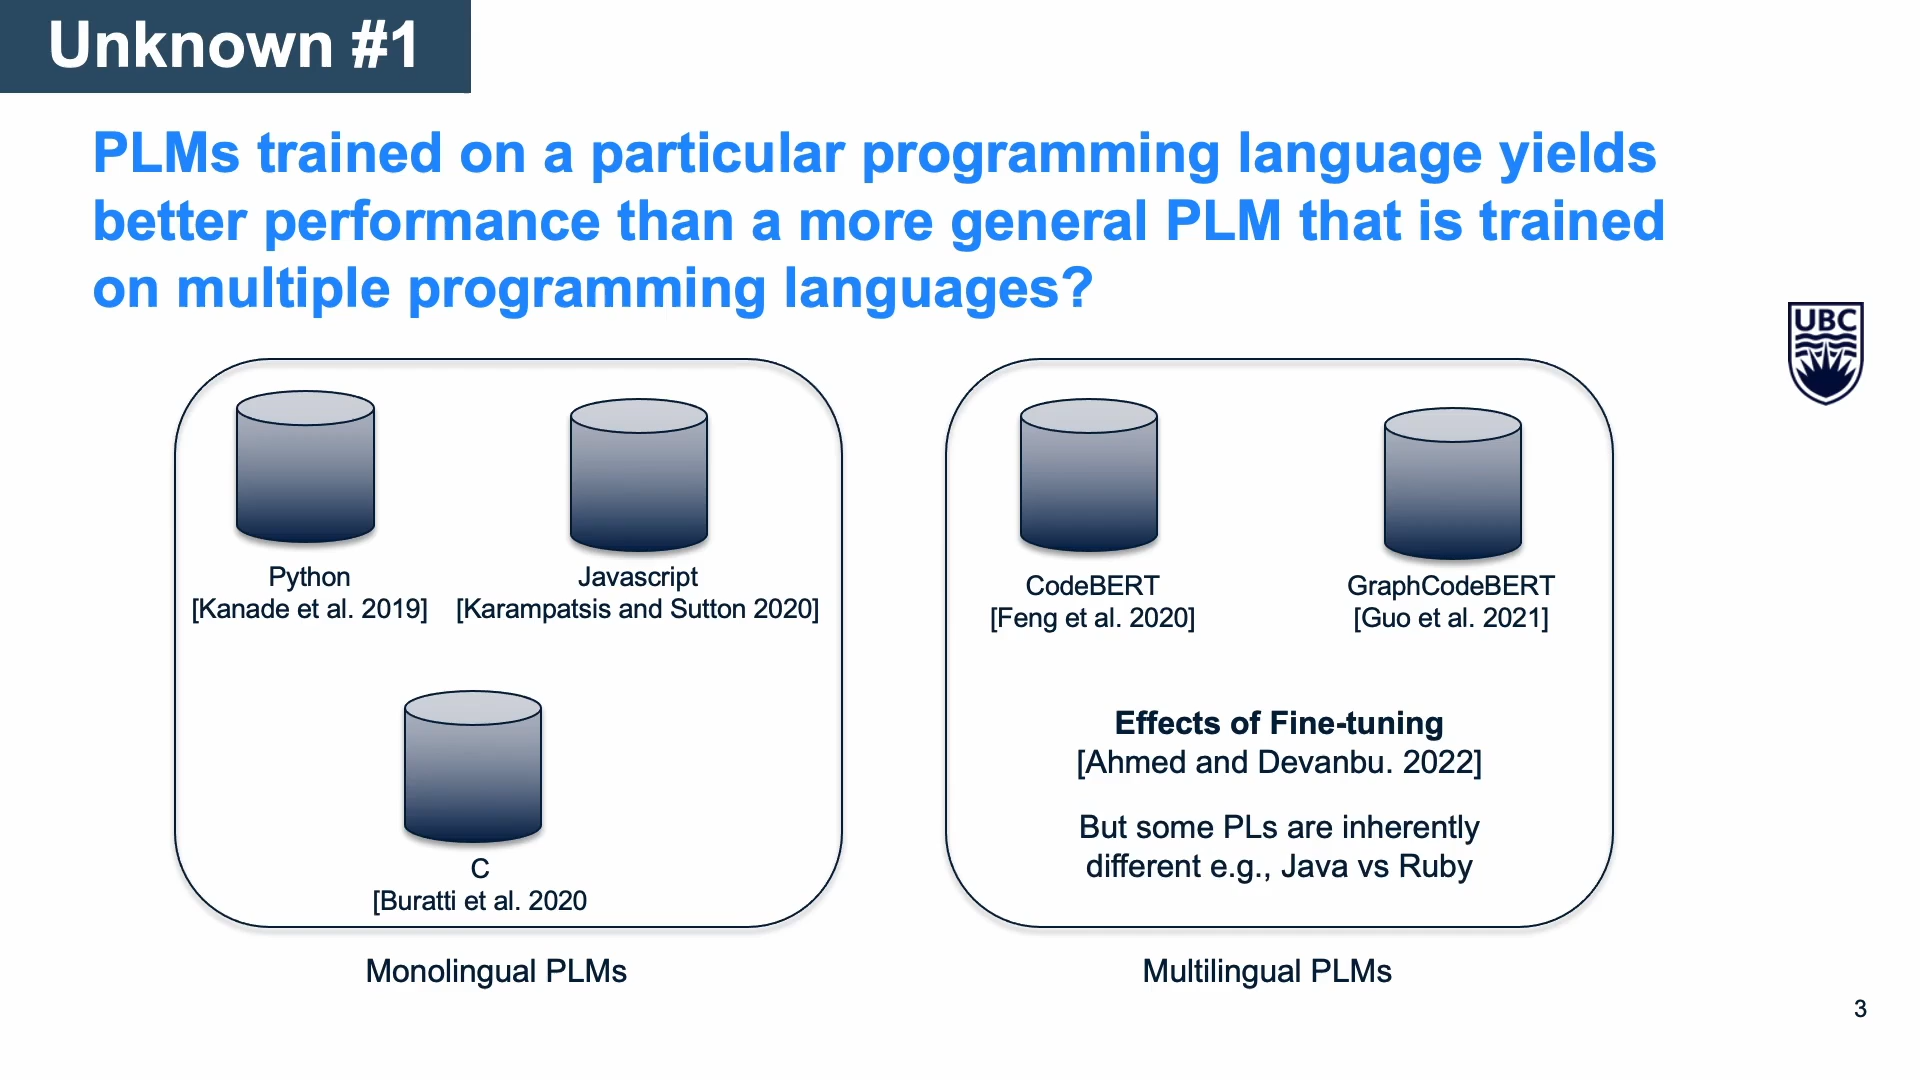 Unknown #1
PLMs trained on a particular programming language yields
better performance than a more general PLM that is trained
on multiple programming languages?
UBC
Python
[Kanade et al. 2019]
Javascript
[Karampatsis and Sutton 2020]
C
[Buratti et al. 2020
Monolingual PLMs
CodeBERT
[Feng et al. 2020]
GraphCodeBERT
[Guo et al. 2021]
Effects of Fine-tuning
[Ahmed and Devanbu. 2022]
But some PLs are inherently
different e.g., Java vs Ruby
Multilingual PLMs
3